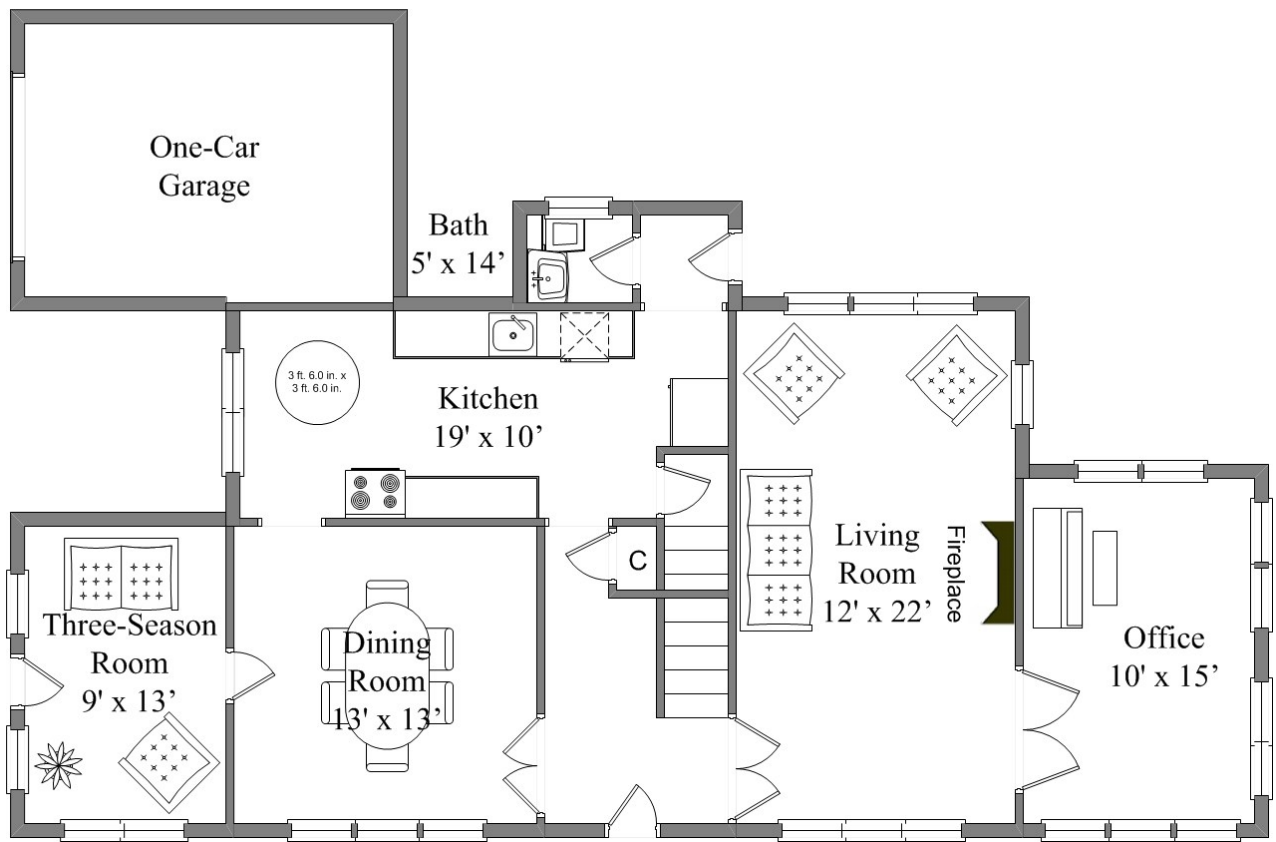 One-Car
Garage
Bath
5' x 14’
3 ft. 6.0 in. x
3 ft. 6.0 in.
Kitchen
19' x 10’
C
Living
Room
12' x 22’
Fireplace
Three-Season
Room
9' x 13’
Dining
Room
13' x 13’
Office
10' x 15’